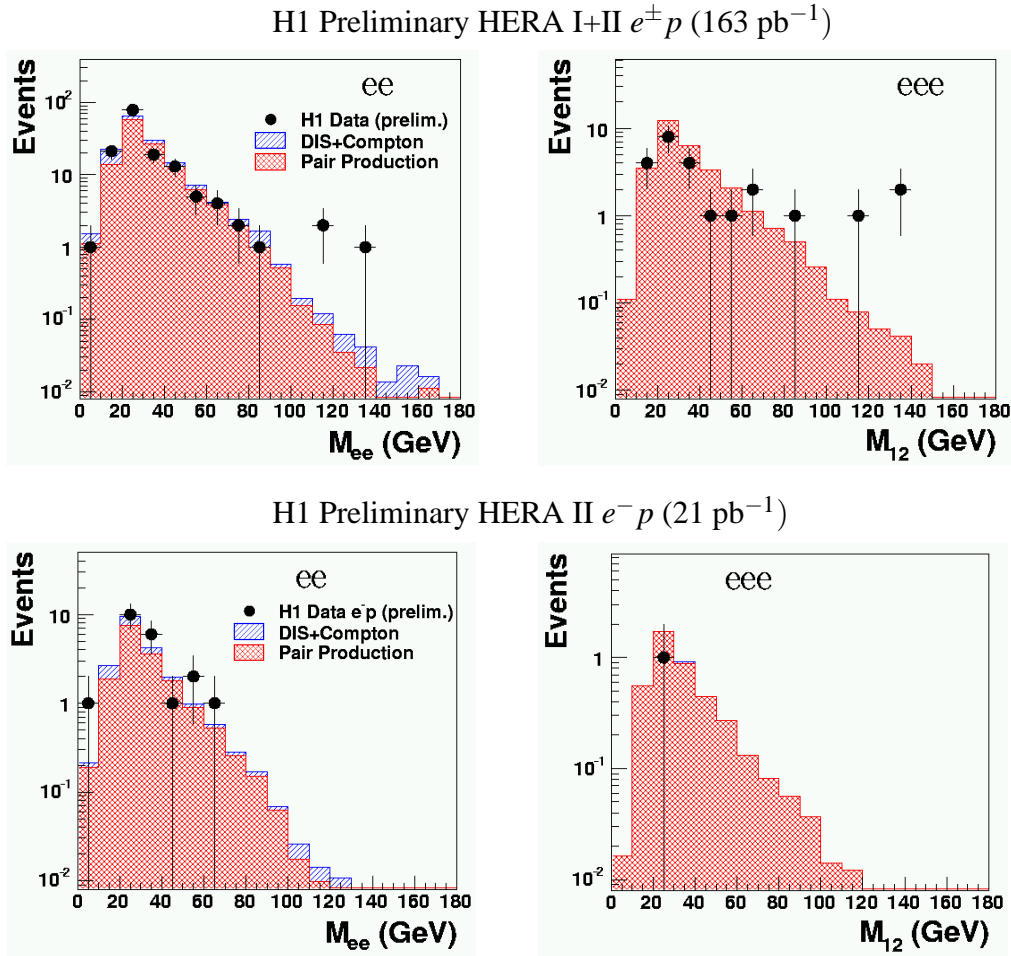 H1 Preliminary HERA I+II e±p (163 pb⁻¹)
Events
10²
10
1
10⁻¹
10⁻²
ee
H1 Data (prelim.)
DIS+Compton
Pair Production
0 20 40 60 80 100 120 140 160 180
M_ee (GeV)
Events
10
1
10⁻¹
10⁻²
eee
0 20 40 60 80 100 120 140 160 180
M_12 (GeV)
H1 Preliminary HERA II e⁻p (21 pb⁻¹)
Events
10
1
10⁻¹
10⁻²
ee
H1 Data e⁻p (prelim.)
DIS+Compton
Pair Production
0 20 40 60 80 100 120 140 160 180
M_ee (GeV)
Events
1
10⁻¹
10⁻²
eee
0 20 40 60 80 100 120 140 160 180
M_12 (GeV)